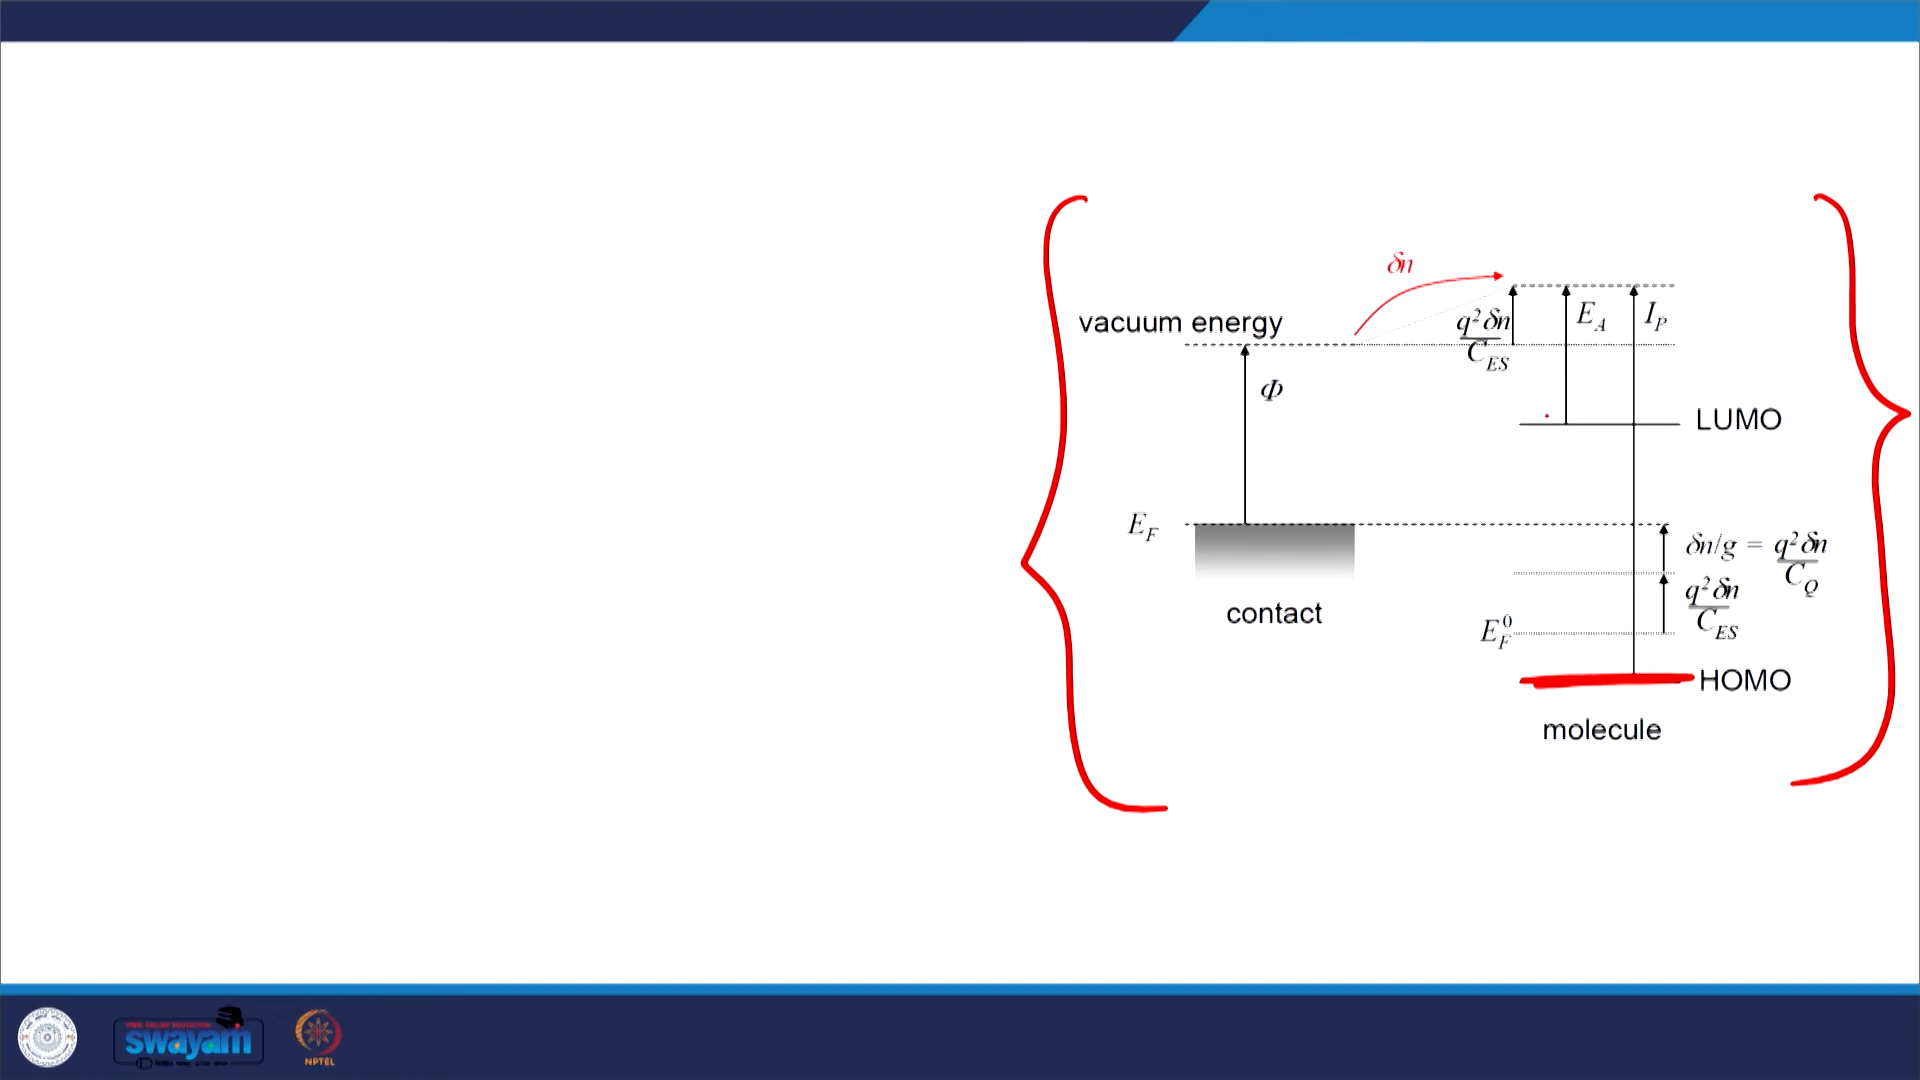 δn
vacuum energy
q²δn
C_ES
E_A
I_P
Φ
LUMO
E_F
δn/g = q²δn
C_Q
q²δn
C_ES
contact
E_F^0
HOMO
molecule
swayam
NPTEL